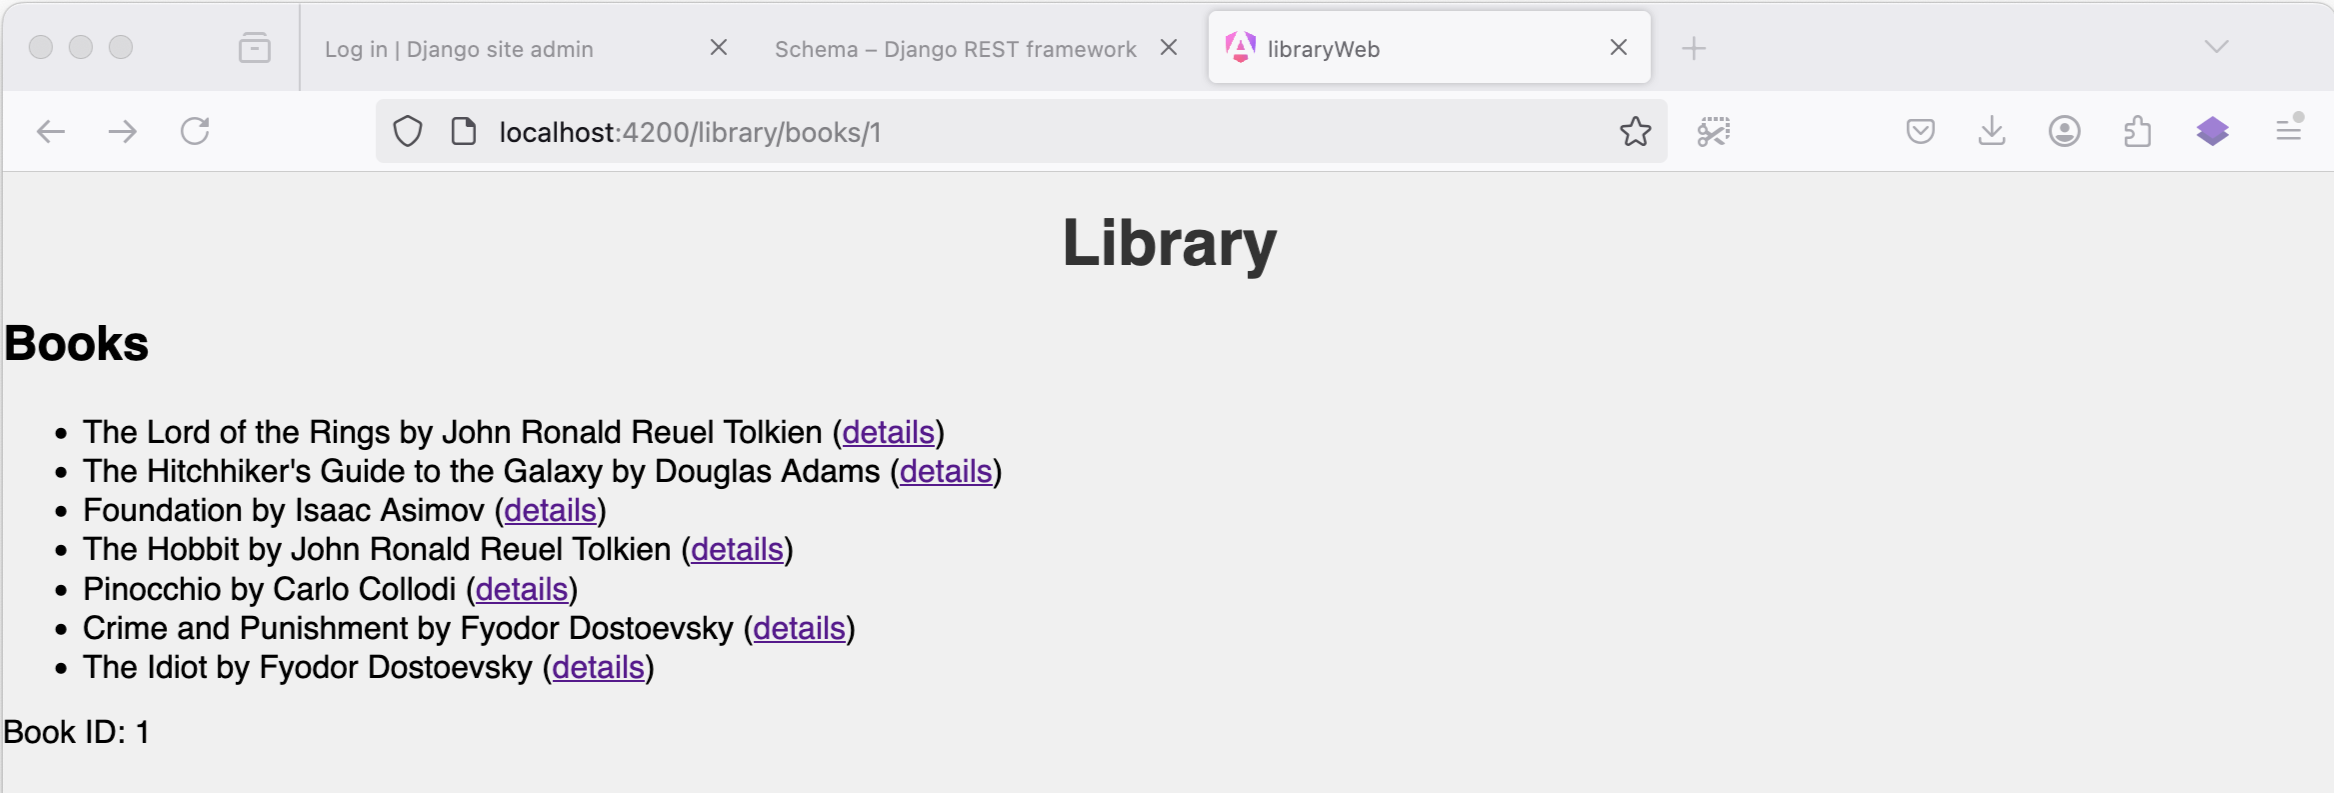 Log in | Django site admin
Schema – Django REST framework
libraryWeb
localhost:4200/library/books/1
Library
Books
• The Lord of the Rings by John Ronald Reuel Tolkien (details)
• The Hitchhiker's Guide to the Galaxy by Douglas Adams (details)
• Foundation by Isaac Asimov (details)
• The Hobbit by John Ronald Reuel Tolkien (details)
• Pinocchio by Carlo Collodi (details)
• Crime and Punishment by Fyodor Dostoevsky (details)
• The Idiot by Fyodor Dostoevsky (details)
Book ID: 1